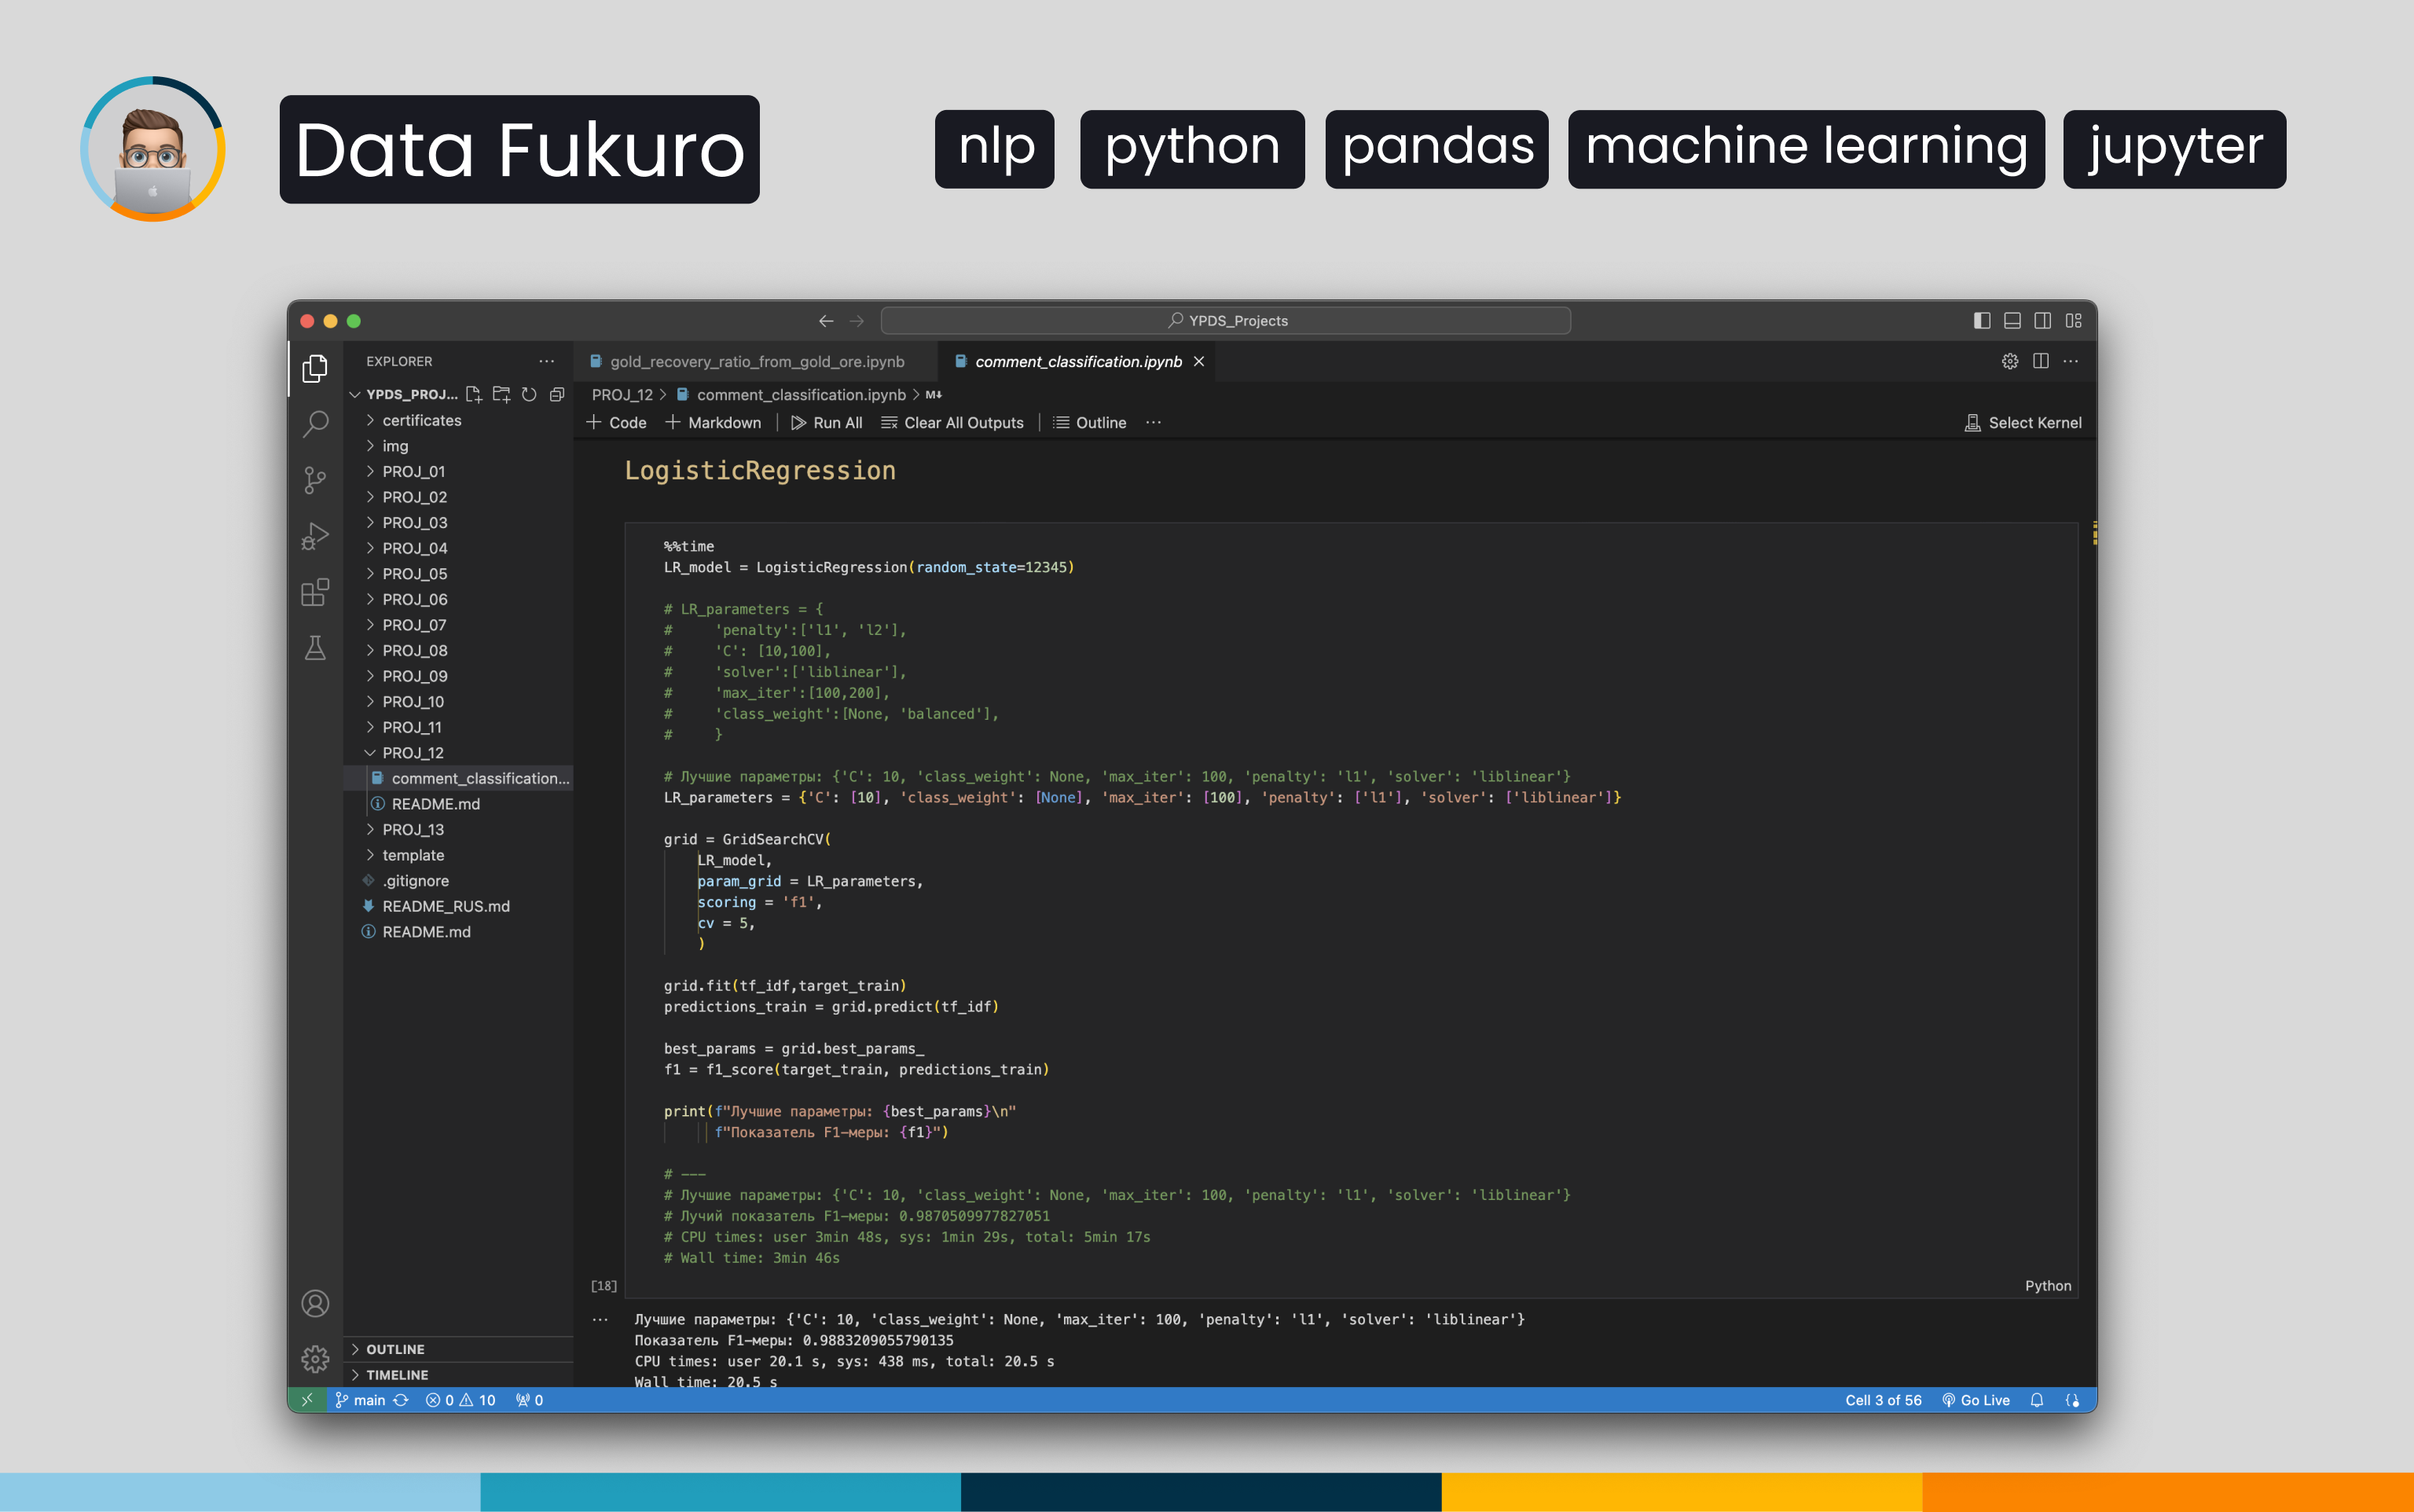 Data Fukuro
nlp
python
pandas
machine learning
jupyter
YPDS_Projects
EXPLORER
YPDS_PROJ...
certificates
img
PROJ_01
PROJ_02
PROJ_03
PROJ_04
PROJ_05
PROJ_06
PROJ_07
PROJ_08
PROJ_09
PROJ_10
PROJ_11
PROJ_12
comment_classification...
README.md
PROJ_13
template
.gitignore
README_RUS.md
README.md
OUTLINE
TIMELINE
gold_recovery_ratio_from_gold_ore.ipynb
comment_classification.ipynb
PROJ_12 > comment_classification.ipynb > M↓
+ Code + Markdown | Run All Clear All Outputs | Outline ...
Select Kernel
LogisticRegression
%%time
LR_model = LogisticRegression(random_state=12345)
# LR_parameters = {
#     'penalty':['l1', 'l2'],
#     'C': [10,100],
#     'solver':['liblinear'],
#     'max_iter':[100,200],
#     'class_weight':[None, 'balanced'],
#     }
# Лучшие параметры: {'C': 10, 'class_weight': None, 'max_iter': 100, 'penalty': 'l1', 'solver': 'liblinear'}
LR_parameters = {'C': [10], 'class_weight': [None], 'max_iter': [100], 'penalty': ['l1'], 'solver': ['liblinear']}
grid = GridSearchCV(
    LR_model,
    param_grid = LR_parameters,
    scoring = 'f1',
    cv = 5,
    )
grid.fit(tf_idf,target_train)
predictions_train = grid.predict(tf_idf)
best_params = grid.best_params_
f1 = f1_score(target_train, predictions_train)
print(f"Лучшие параметры: {best_params}\n"
      f"Показатель F1-меры: {f1}")
# ---
# Лучшие параметры: {'C': 10, 'class_weight': None, 'max_iter': 100, 'penalty': 'l1', 'solver': 'liblinear'}
# Лучий показатель F1-меры: 0.9870509977827051
# CPU times: user 3min 48s, sys: 1min 29s, total: 5min 17s
# Wall time: 3min 46s
[18]
Python
... Лучшие параметры: {'C': 10, 'class_weight': None, 'max_iter': 100, 'penalty': 'l1', 'solver': 'liblinear'}
Показатель F1-меры: 0.9883209055790135
CPU times: user 20.1 s, sys: 438 ms, total: 20.5 s
Wall time: 20.5 s
main 0 10 0
Cell 3 of 56 Go Live